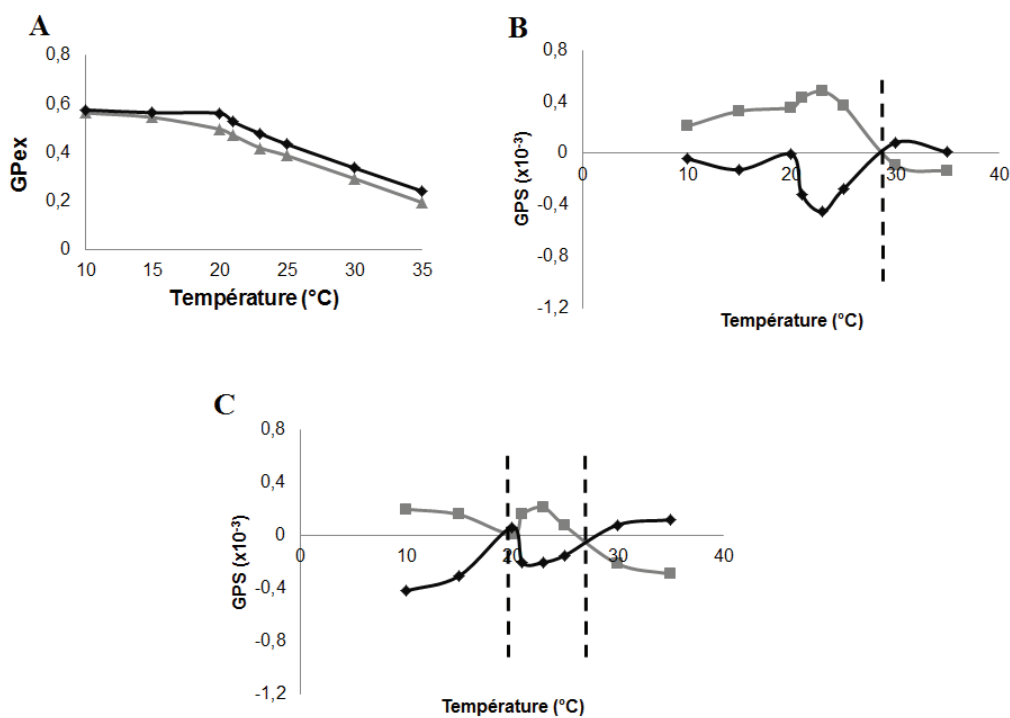 A
0,8
0,6
0,4
0,2
0
GPex
10 15 20 25 30 35
Température (°C)
B
0,8
0,4
0
-0,4
-0,8
-1,2
GPS (x10⁻³)
0 10 20 30 40
Température (°C)
C
0,8
0,4
0
-0,4
-0,8
-1,2
GPS (x10⁻³)
0 10 20 30 40
Température (°C)